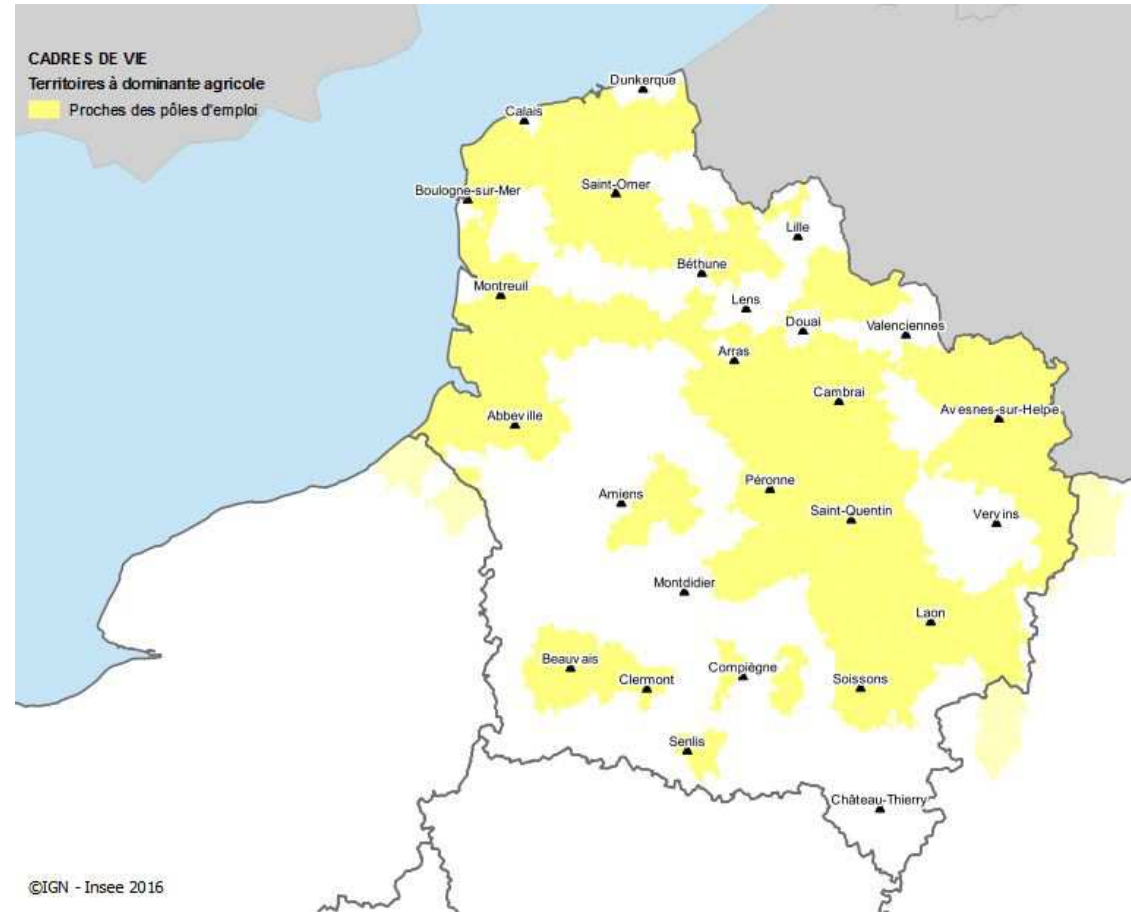 CADRES DE VIE
Territoires à dominante agricole
Proches des pôles d'emploi
Dunkerque
Calais
Boulogne-sur-Mer
Saint-Omer
Lille
Béthune
Montreuil
Lens
Douai
Valenciennes
Arras
Cambrai
Abbeville
Avesnes-sur-Helpe
Péronne
Amiens
Saint-Quentin
Vervins
Montdidier
Laon
Beauvais
Clermont
Compiègne
Soissons
Senlis
Château-Thierry
©IGN - Insee 2016